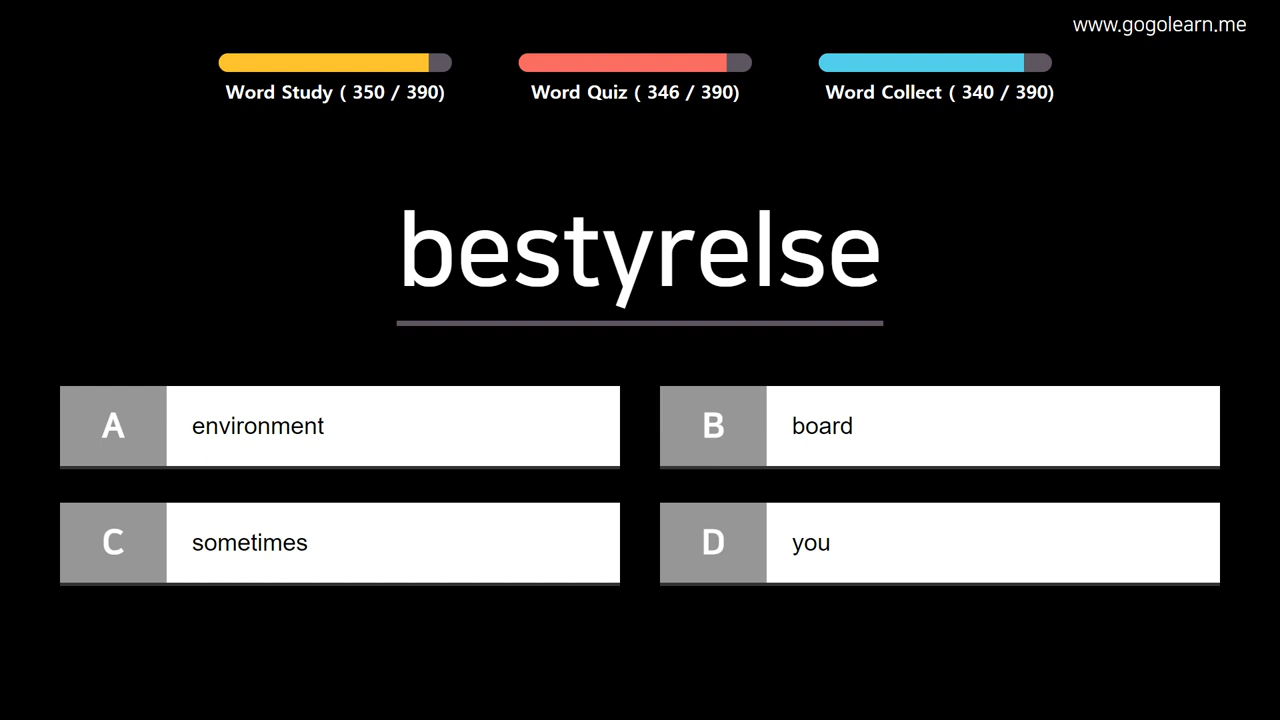 www.gogolearn.me
Word Study ( 350 / 390)
Word Quiz ( 346 / 390)
Word Collect ( 340 / 390)
bestyrelse
A environment
B board
C sometimes
D you